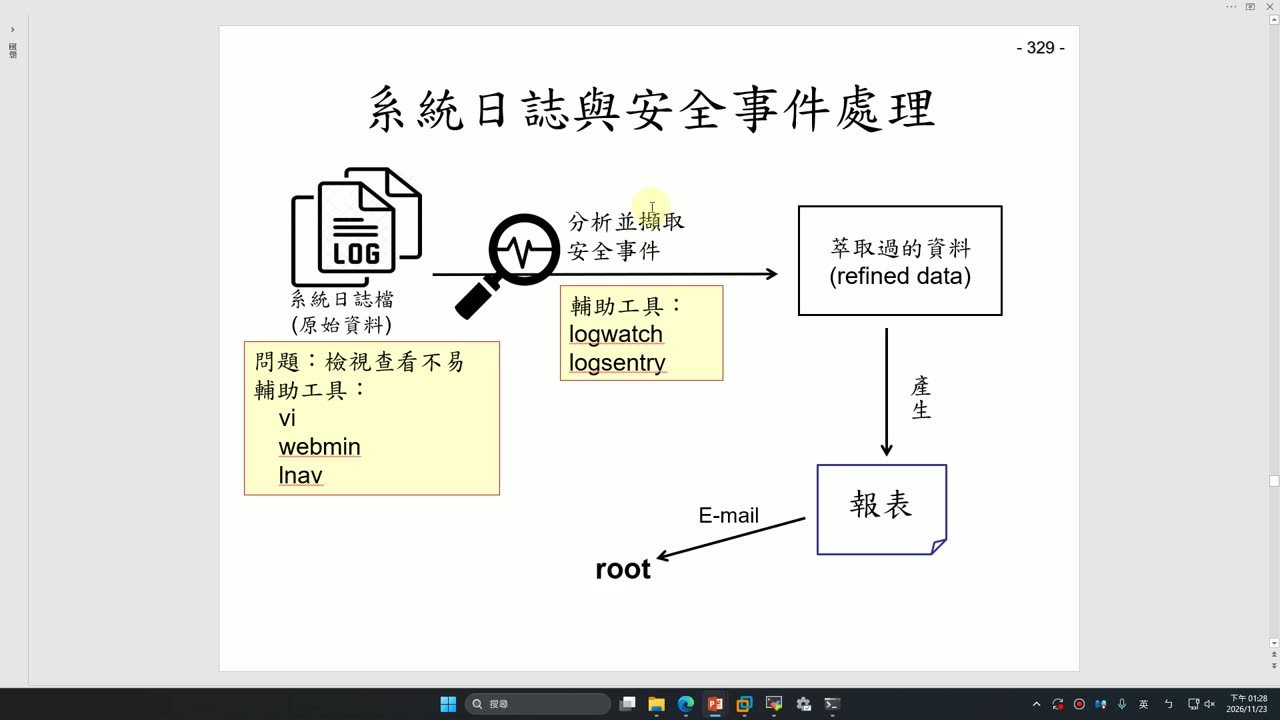 - 329 -
系統日誌與安全事件處理
LOG
系統日誌檔
(原始資料)
分析並擷取
安全事件
萃取過的資料
(refined data)
輔助工具：
logwatch
logsentry
問題：檢視查看不易
輔助工具：
vi
webmin
lnav
產
生
報表
E-mail
root
搜尋
英
ㄅ
下午 01:28
2026/11/23